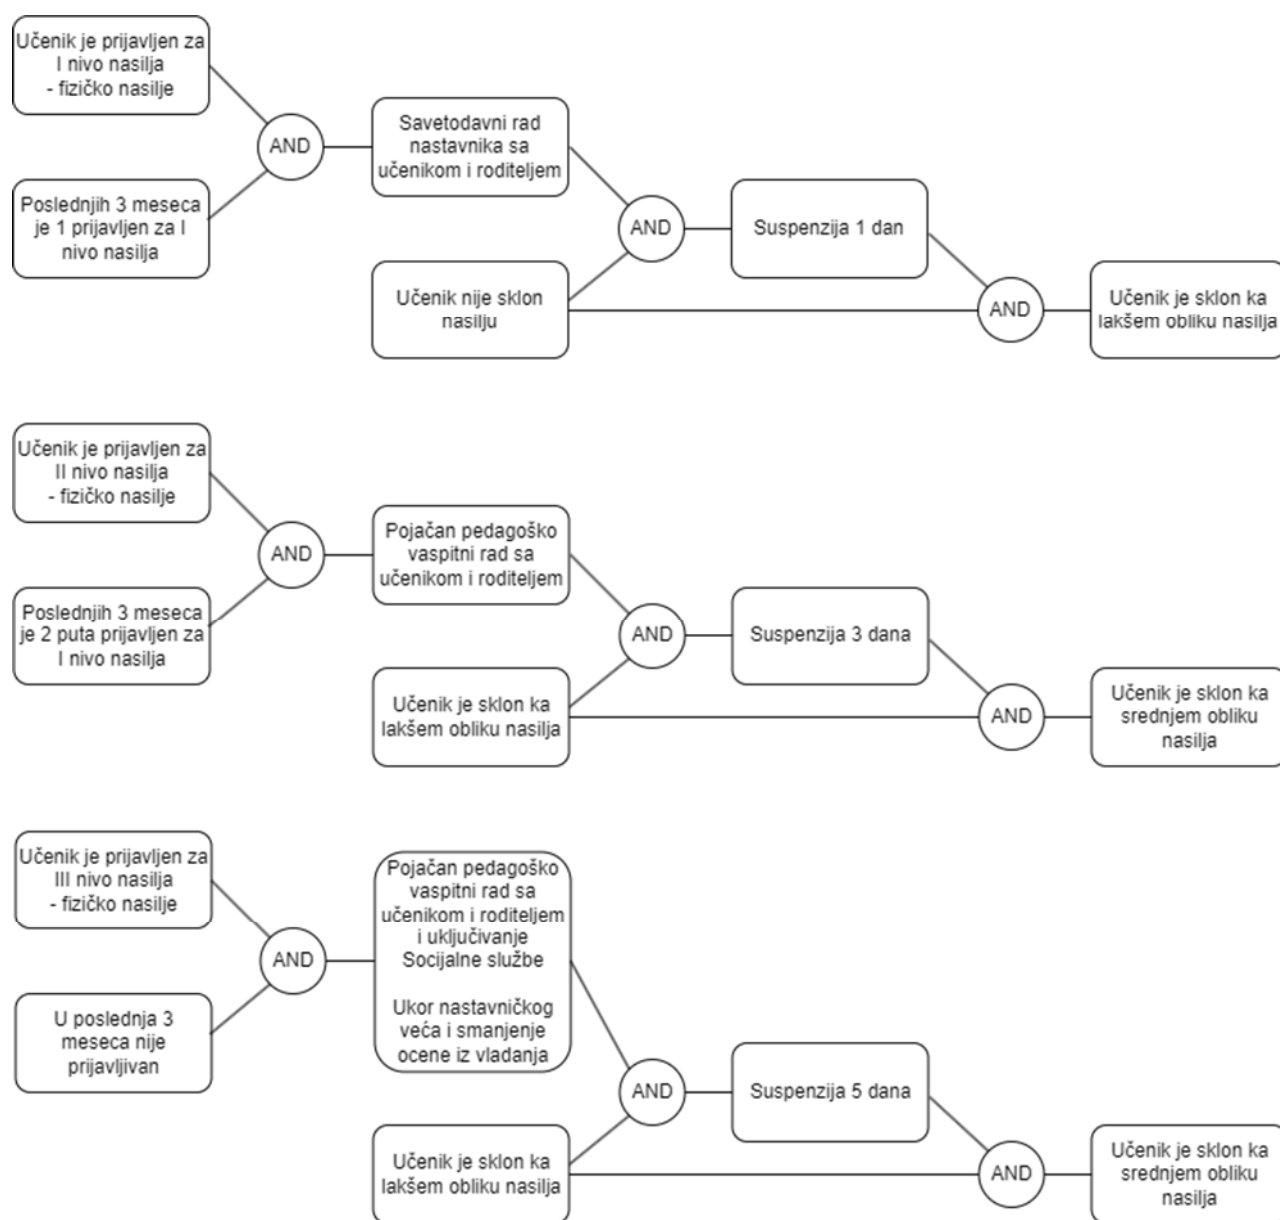 Učenik je prijavljen za
I nivo nasilja
- fizičko nasilje
Poslednjih 3 meseca
je 1 prijavljen za I
nivo nasilja
AND
Savetodavni rad
nastavnika sa
učenikom i roditeljem
Učenik nije sklon
nasilju
AND
Suspenzija 1 dan
AND
Učenik je sklon ka
lakšem obliku nasilja
Učenik je prijavljen za
II nivo nasilja
- fizičko nasilje
Poslednjih 3 meseca
je 2 puta prijavljen za
I nivo nasilja
AND
Pojačan pedagoško
vaspitni rad sa
učenikom i roditeljem
Učenik je sklon ka
lakšem obliku nasilja
AND
Suspenzija 3 dana
AND
Učenik je sklon ka
srednjem obliku
nasilja
Učenik je prijavljen za
III nivo nasilja
- fizičko nasilje
U poslednja 3
meseca nije
prijavljivan
AND
Pojačan pedagoško
vaspitni rad sa
učenikom i roditeljem
i uključivanje
Socijalne službe
Ukor nastavničkog
veća i smanjenje
ocene iz vladanja
Učenik je sklon ka
lakšem obliku nasilja
AND
Suspenzija 5 dana
AND
Učenik je sklon ka
srednjem obliku
nasilja